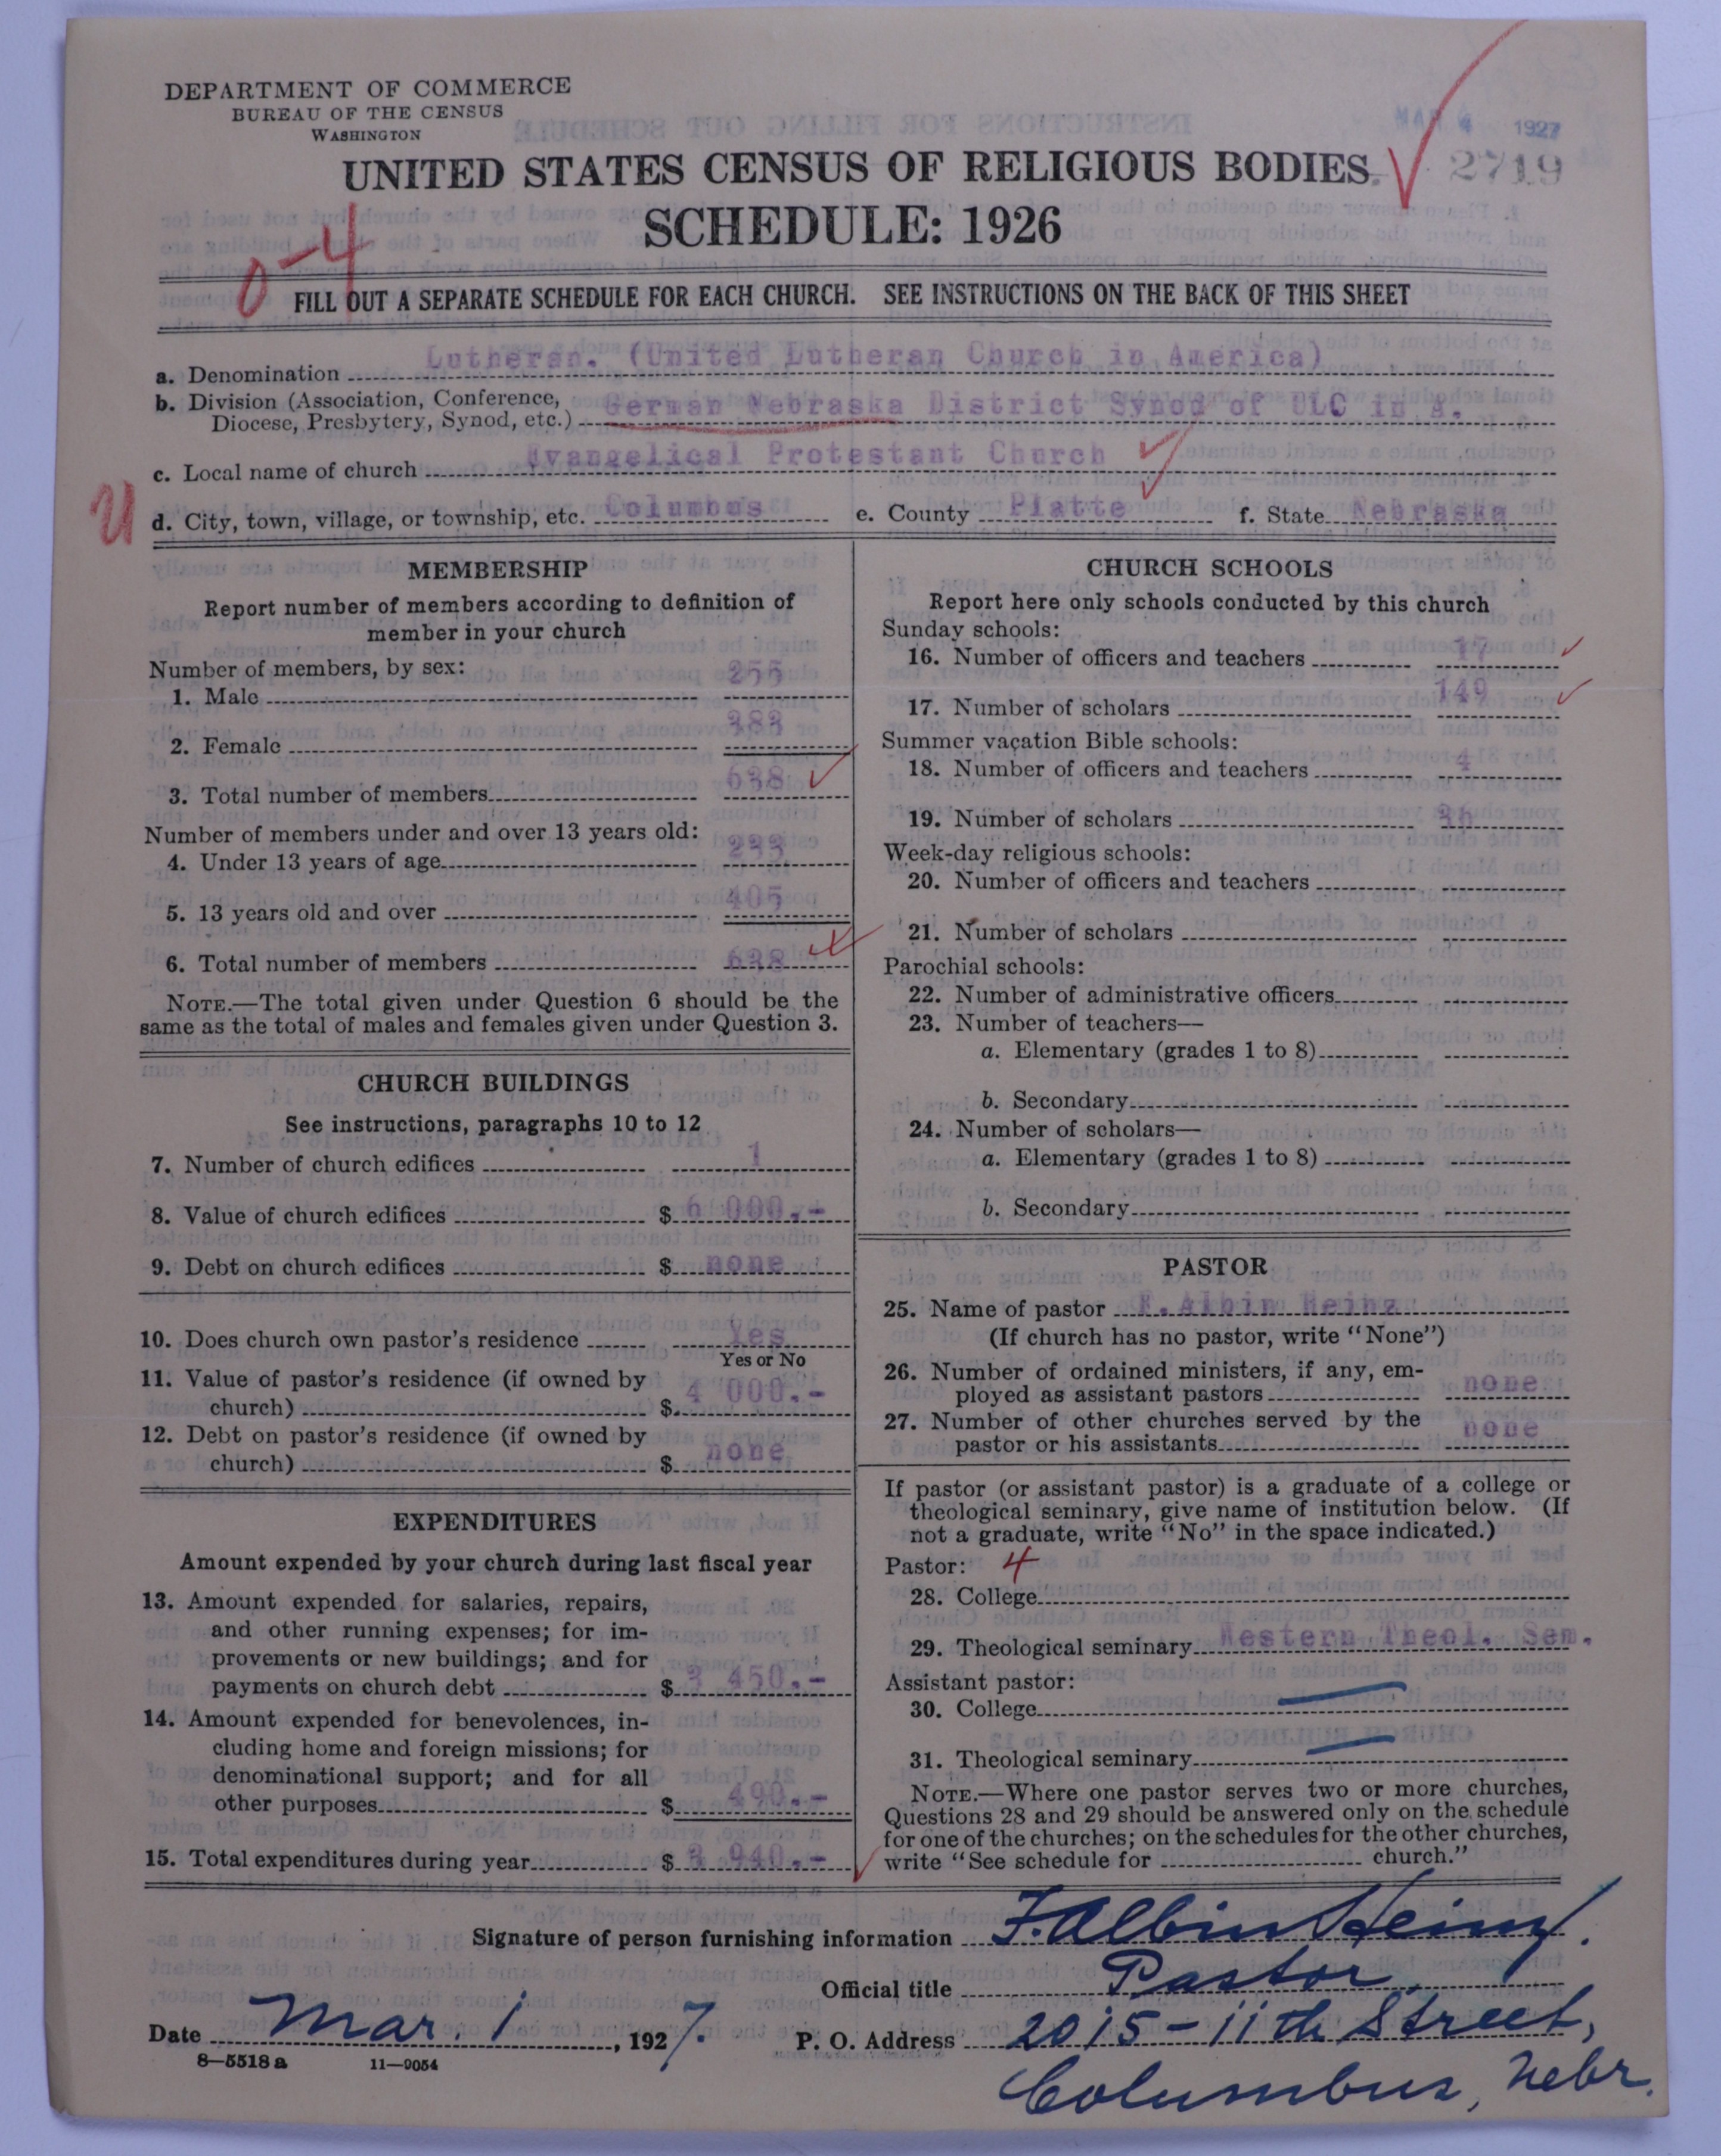 DEPARTMENT OF COMMERCE
BUREAU OF THE CENSUS
WASHINGTON
MAR 4 1927
2719
UNITED STATES CENSUS OF RELIGIOUS BODIES
SCHEDULE: 1926
0-4
FILL OUT A SEPARATE SCHEDULE FOR EACH CHURCH. SEE INSTRUCTIONS ON THE BACK OF THIS SHEET
a. Denomination Lutheran. (United Lutheran Church in America)
b. Division (Association, Conference, Diocese, Presbytery, Synod, etc.) German Nebraska District Synod of ULC in A.
c. Local name of church Evangelical Protestant Church
U
d. City, town, village, or township, etc. Columbus e. County Platte f. State Nebraska
MEMBERSHIP
Report number of members according to definition of
member in your church
Number of members, by sex:
1. Male 255
2. Female 383
3. Total number of members 638
Number of members under and over 13 years old:
4. Under 13 years of age 233
5. 13 years old and over 405
6. Total number of members 638
NOTE.—The total given under Question 6 should be the
same as the total of males and females given under Question 3.
CHURCH BUILDINGS
See instructions, paragraphs 10 to 12
7. Number of church edifices 1
8. Value of church edifices $ 6 000.-
9. Debt on church edifices $ none
10. Does church own pastor's residence Yes
Yes or No
11. Value of pastor's residence (if owned by
church) $ 4 000.-
12. Debt on pastor's residence (if owned by
church) $ none
EXPENDITURES
Amount expended by your church during last fiscal year
13. Amount expended for salaries, repairs,
and other running expenses; for im-
provements or new buildings; and for
payments on church debt $ 3 450.-
14. Amount expended for benevolences, in-
cluding home and foreign missions; for
denominational support; and for all
other purposes $ 490.-
15. Total expenditures during year $ 3 940.-
CHURCH SCHOOLS
Report here only schools conducted by this church
Sunday schools:
16. Number of officers and teachers 17
17. Number of scholars 149
Summer vacation Bible schools:
18. Number of officers and teachers 4
19. Number of scholars
Week-day religious schools:
20. Number of officers and teachers
21. Number of scholars
Parochial schools:
22. Number of administrative officers
23. Number of teachers—
a. Elementary (grades 1 to 8)
b. Secondary
24. Number of scholars—
a. Elementary (grades 1 to 8)
b. Secondary
PASTOR
25. Name of pastor F.Albin Heinz
(If church has no pastor, write "None")
26. Number of ordained ministers, if any, em-
ployed as assistant pastors none
27. Number of other churches served by the
pastor or his assistants none
If pastor (or assistant pastor) is a graduate of a college or
theological seminary, give name of institution below. (If
not a graduate, write "No" in the space indicated.)
Pastor: 4
28. College
29. Theological seminary Western Theol. Sem.
Assistant pastor:
30. College
31. Theological seminary
NOTE.—Where one pastor serves two or more churches,
Questions 28 and 29 should be answered only on the schedule
for one of the churches; on the schedules for the other churches,
write "See schedule for church."
Signature of person furnishing information F. Albin Heinz.
Official title Pastor.
Date Mar. 1, 1927. P. O. Address 2015-11th Street,
8-5518 a 11-9054
Columbus, Nebr.